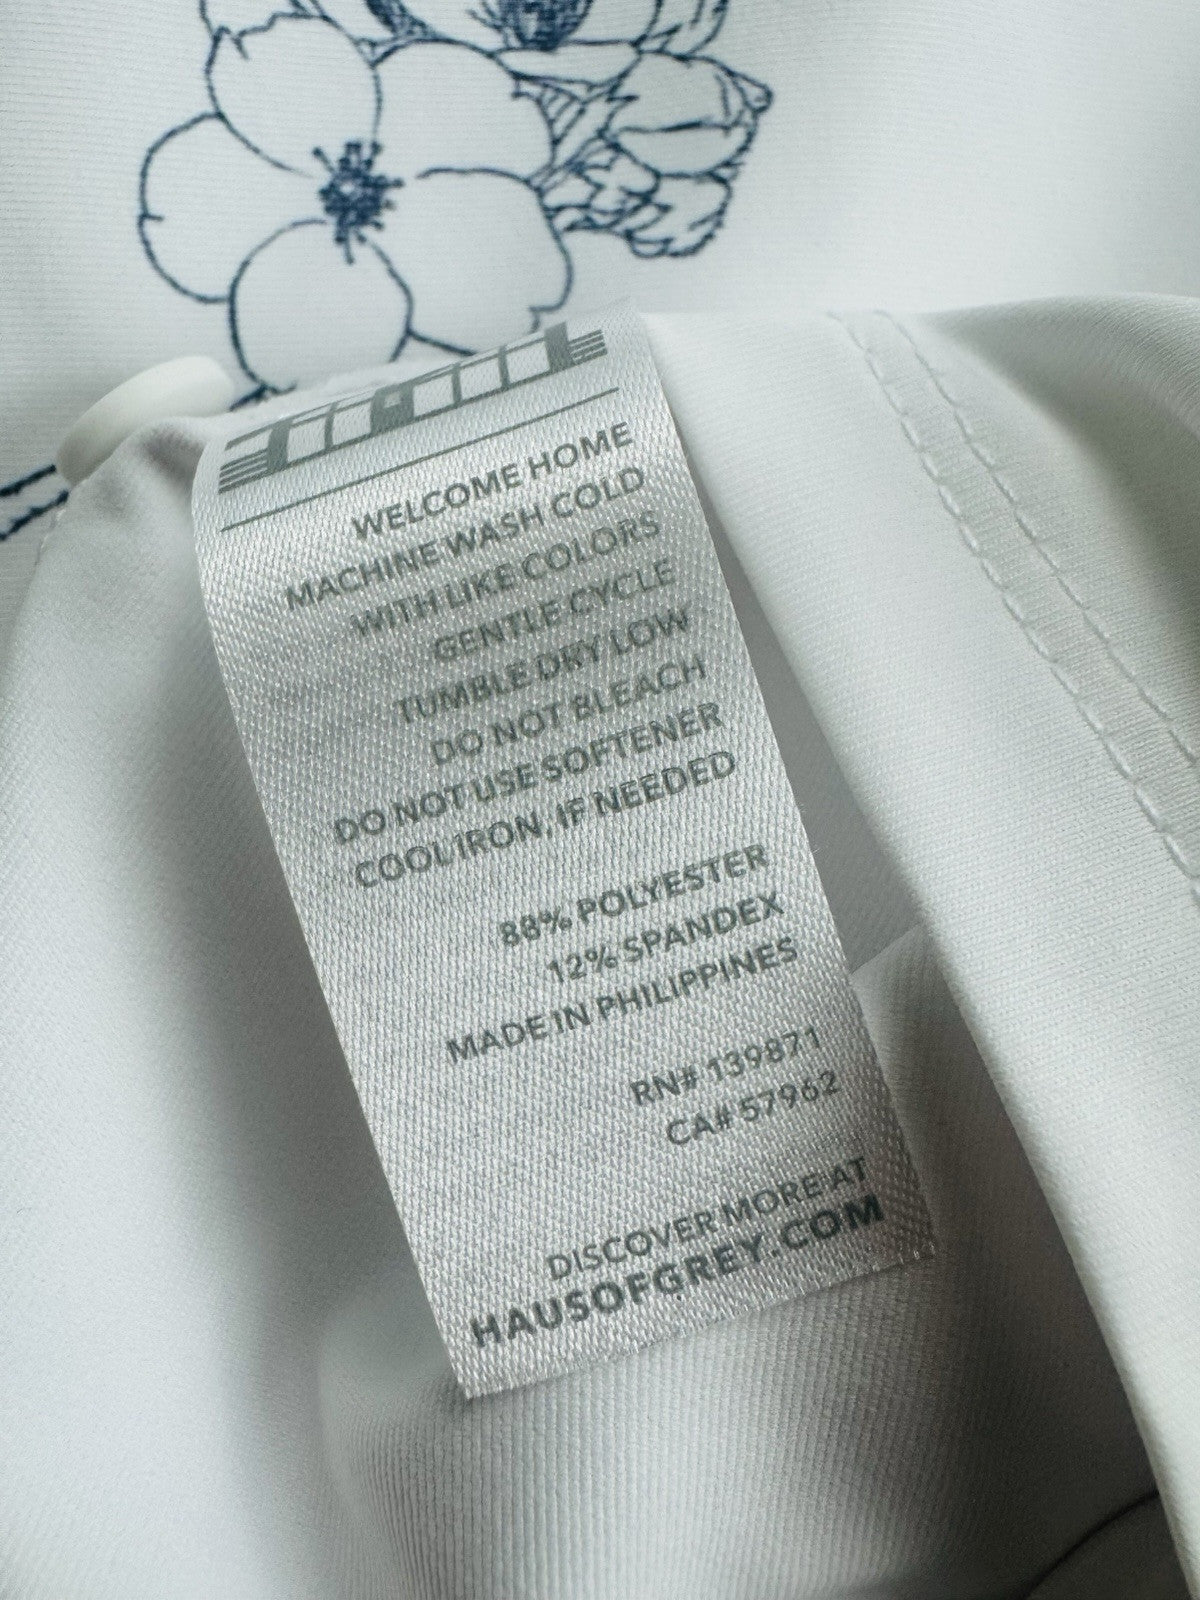 WELCOME HOME
MACHINE WASH COLD
WITH LIKE COLORS
GENTLE CYCLE
TUMBLE DRY LOW
DO NOT BLEACH
DO NOT USE SOFTENER
COOL IRON, IF NEEDED
88% POLYESTER
12% SPANDEX
MADE IN PHILIPPINES
RN# 139871
CA# 57962
DISCOVER MORE AT
HAUSOFGREY.COM